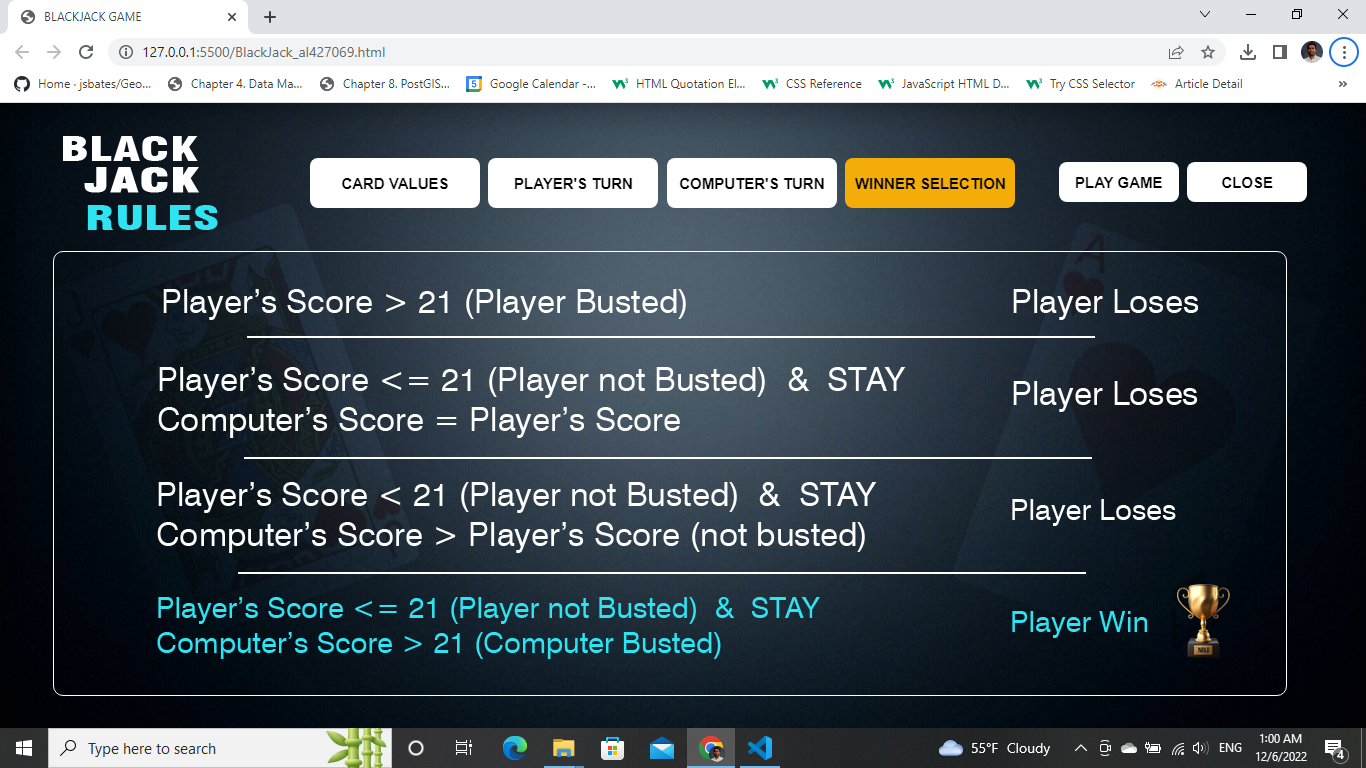 BLACKJACK GAME
127.0.0.1:5500/BlackJack_al427069.html
Home · jsbates/Geo... Chapter 4. Data Ma... Chapter 8. PostGIS... 5 Google Calendar -... HTML Quotation El... CSS Reference JavaScript HTML D... Try CSS Selector Article Detail »
BLACK
JACK
RULES
CARD VALUES PLAYER'S TURN COMPUTER'S TURN WINNER SELECTION PLAY GAME CLOSE
Player’s Score > 21 (Player Busted) Player Loses
Player’s Score <= 21 (Player not Busted) & STAY
Computer’s Score = Player’s Score
Player Loses
Player’s Score < 21 (Player not Busted) & STAY
Computer’s Score > Player’s Score (not busted)
Player Loses
Player’s Score <= 21 (Player not Busted) & STAY
Computer’s Score > 21 (Computer Busted)
Player Win
Type here to search
55°F Cloudy
ENG
1:00 AM
12/6/2022
4